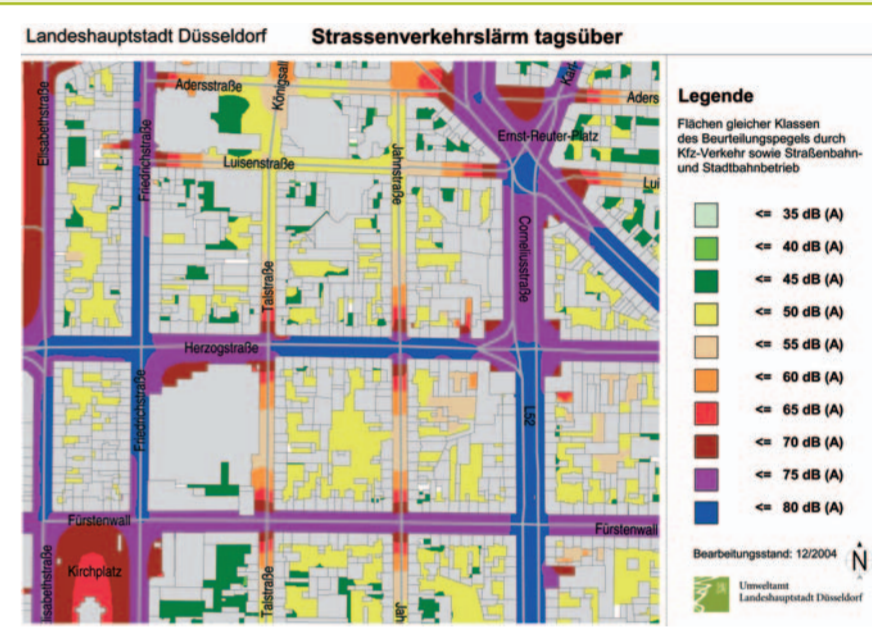 Landeshauptstadt Düsseldorf
Strassenverkehrslärm tagsüber
Elisabethstraße
Friedrichstraße
Adersstraße
Königsall
Karl-
Aders
Ernst-Reuter-Platz
Luisenstraße
Jahnstraße
Lui
Corneliusstraße
Talstraße
Herzogstraße
Friedrichstraße
L52
Fürstenwall
Fürstenwall
Kirchplatz
lisabethstraße
Talstraße
Jah
Legende
Flächen gleicher Klassen
des Beurteilungspegels durch
Kfz-Verkehr sowie Straßenbahn-
und Stadtbahnbetrieb
<= 35 dB (A)
<= 40 dB (A)
<= 45 dB (A)
<= 50 dB (A)
<= 55 dB (A)
<= 60 dB (A)
<= 65 dB (A)
<= 70 dB (A)
<= 75 dB (A)
<= 80 dB (A)
Bearbeitungsstand: 12/2004
N
Umweltamt
Landeshauptstadt Düsseldorf